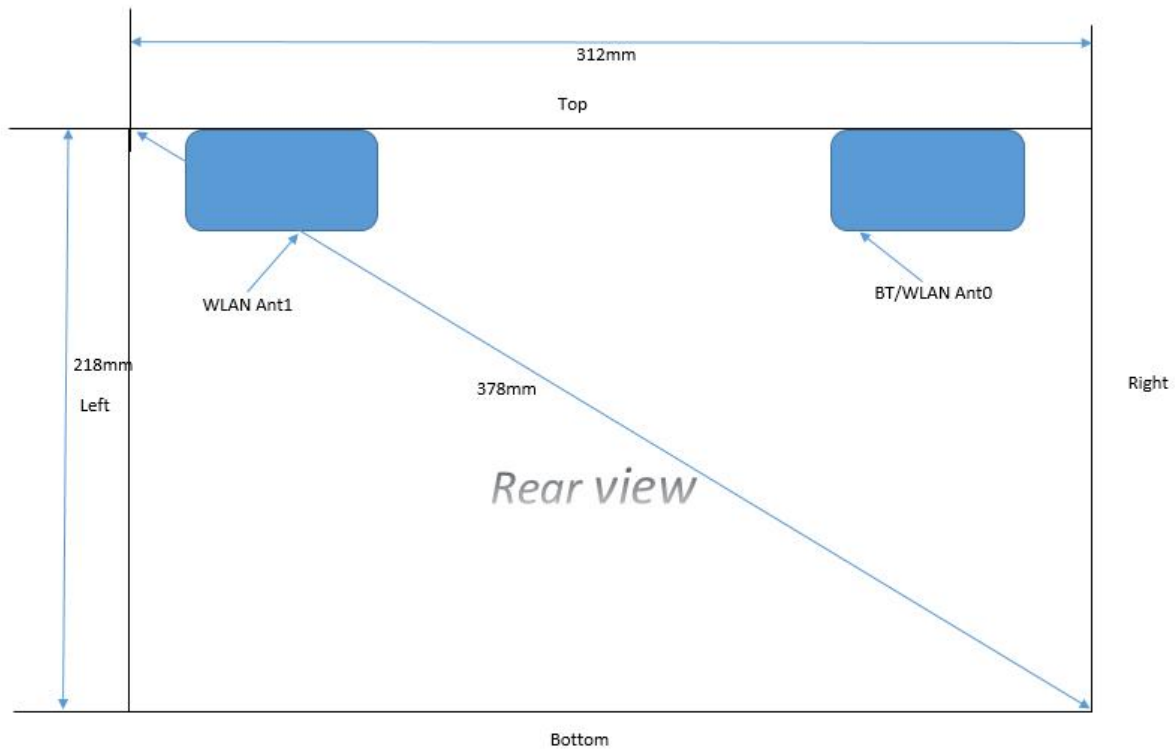 312mm
Top
WLAN Ant1
BT/WLAN Ant0
218mm
Left
378mm
Right
Rear view
Bottom